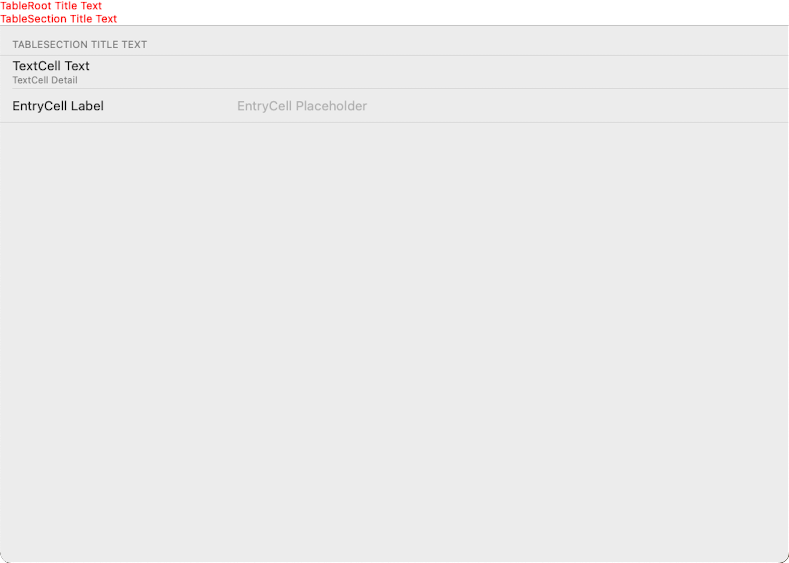 TableRoot Title Text
TableSection Title Text
TABLESECTION TITLE TEXT
TextCell Text
TextCell Detail
EntryCell Label EntryCell Placeholder